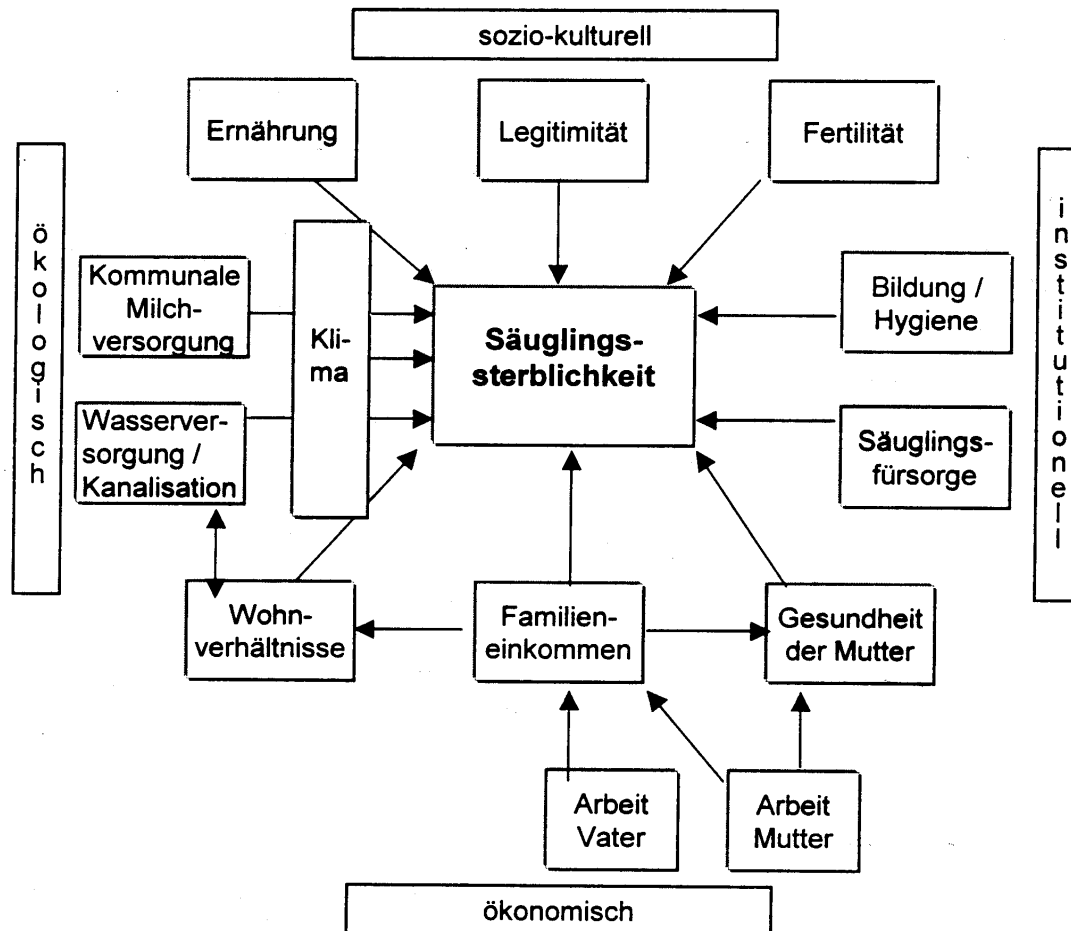 sozio-kulturell
Ernährung
Legitimität
Fertilität
ökologisch
institutionell
Kommunale
Milch-
versorgung
Kli-
ma
Säuglings-
sterblichkeit
Bildung /
Hygiene
Wasserver-
sorgung /
Kanalisation
Säuglings-
fürsorge
Wohn-
verhältnisse
Familien-
einkommen
Gesundheit
der Mutter
Arbeit
Vater
Arbeit
Mutter
ökonomisch